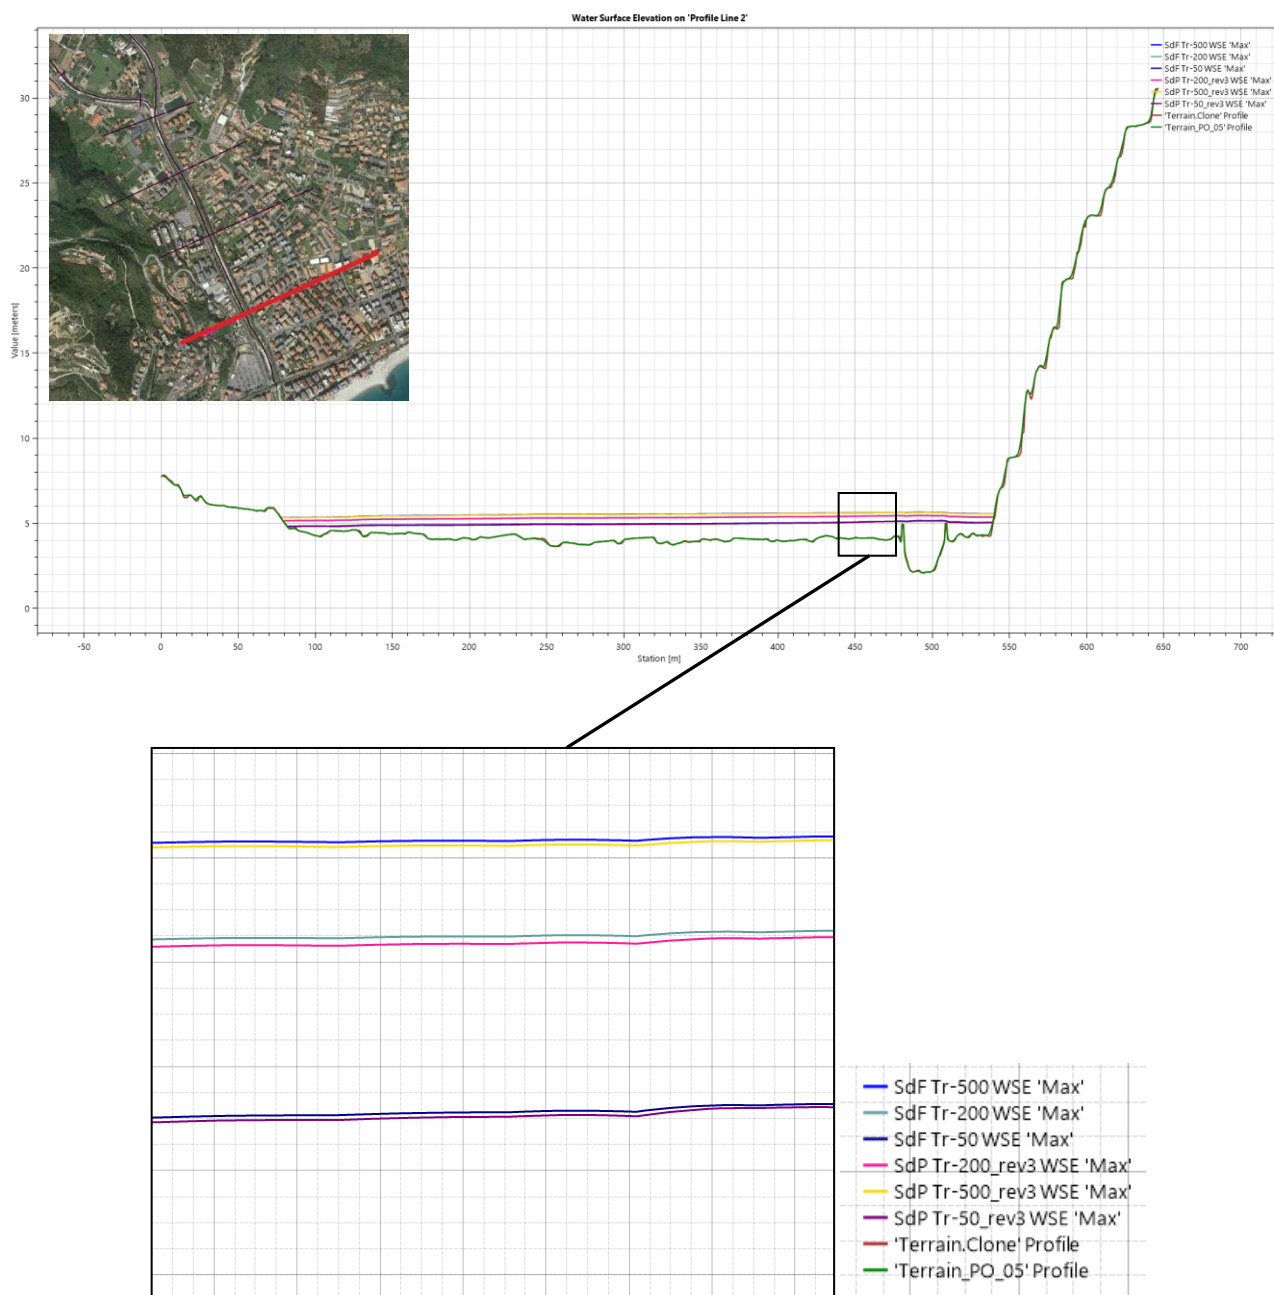 Water Surface Elevation on 'Profile Line 2'
SdF Tr-500 WSE 'Max'
SdF Tr-200 WSE 'Max'
SdF Tr-50 WSE 'Max'
SdP Tr-200_rev3 WSE 'Max'
SdP Tr-500_rev3 WSE 'Max'
SdP Tr-50_rev3 WSE 'Max'
'Terrain.Clone' Profile
'Terrain_PO_05' Profile
30
25
20
15
10
5
0
Value [meters]
-50 0 50 100 150 200 250 300 350 400 450 500 550 600 650 700
Station [m]
SdF Tr-500 WSE 'Max'
SdF Tr-200 WSE 'Max'
SdF Tr-50 WSE 'Max'
SdP Tr-200_rev3 WSE 'Max'
SdP Tr-500_rev3 WSE 'Max'
SdP Tr-50_rev3 WSE 'Max'
'Terrain.Clone' Profile
'Terrain_PO_05' Profile